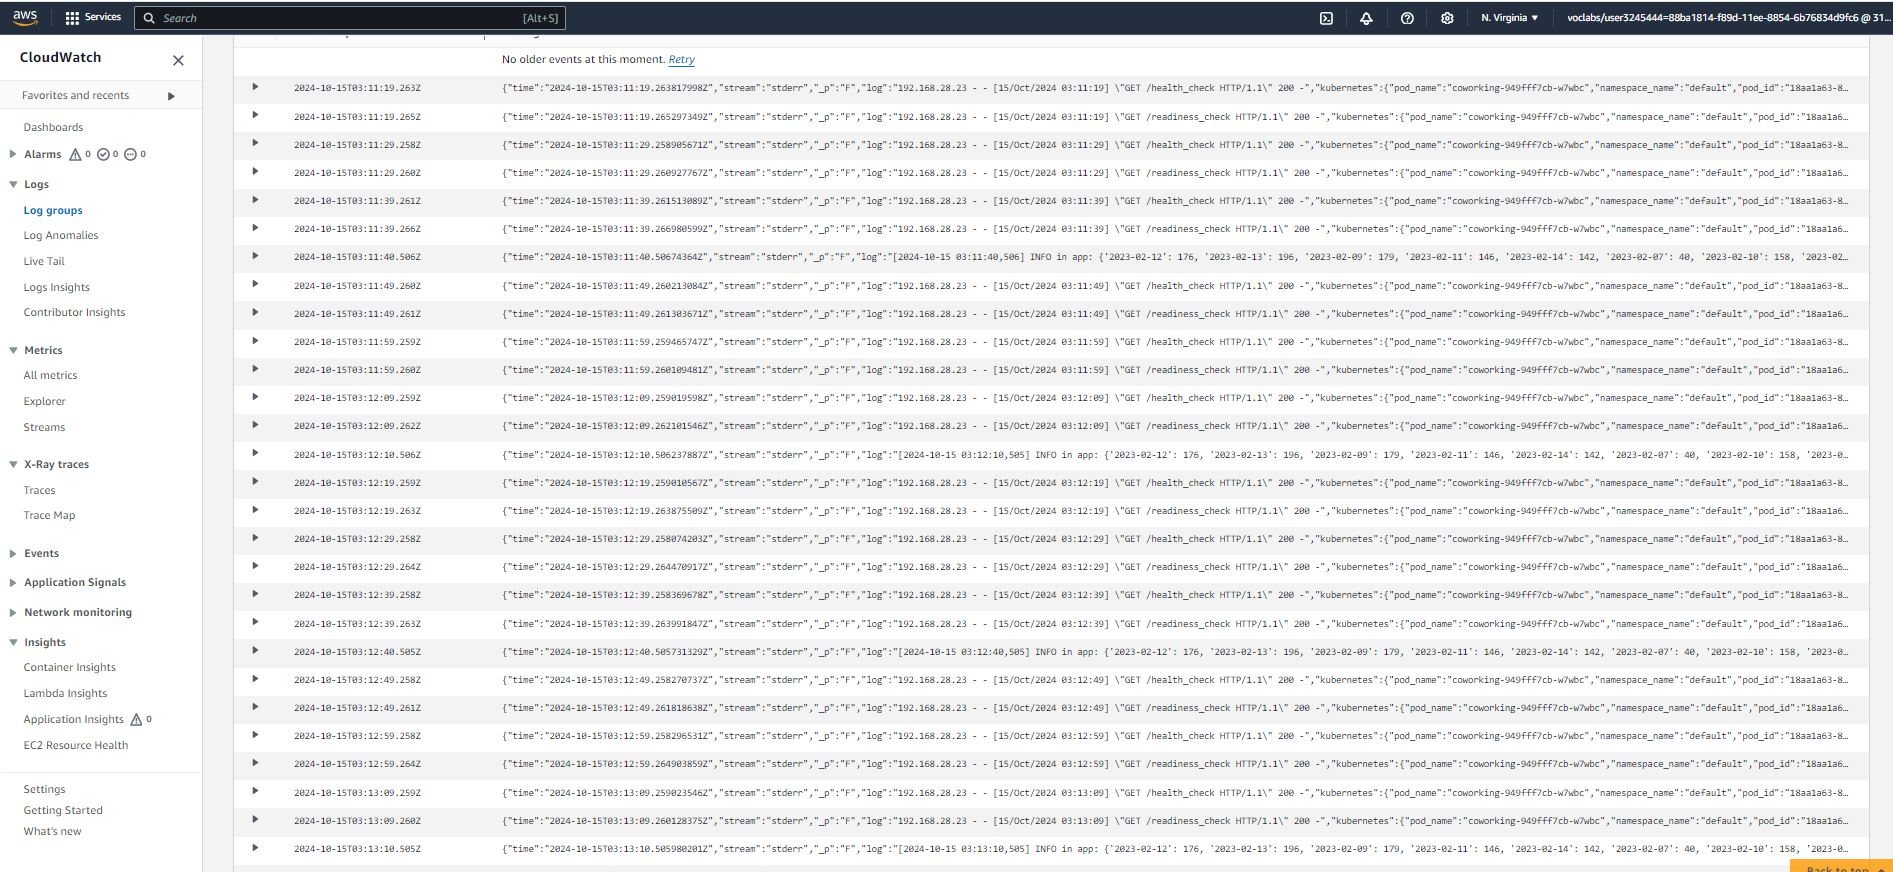 aws Services Search [Alt+S] N. Virginia voclabs/user3245444=88ba1814-f89d-11ee-8854-6b76834d9fc6 @ 31...
CloudWatch
Favorites and recents
Dashboards
Alarms 0 0 0
Logs
Log groups
Log Anomalies
Live Tail
Logs Insights
Contributor Insights
Metrics
All metrics
Explorer
Streams
X-Ray traces
Traces
Trace Map
Events
Application Signals
Network monitoring
Insights
Container Insights
Lambda Insights
Application Insights 0
EC2 Resource Health
Settings
Getting Started
What's new
No older events at this moment. Retry
2024-10-15T03:11:19.263Z {"time":"2024-10-15T03:11:19.263817998Z","stream":"stderr","_p":"F","log":"192.168.28.23 - - [15/Oct/2024 03:11:19] \"GET /health_check HTTP/1.1\" 200 -","kubernetes":{"pod_name":"coworking-949fff7cb-w7wbc","namespace_name":"default","pod_id":"18aa1a63-8…
2024-10-15T03:11:19.265Z {"time":"2024-10-15T03:11:19.265297349Z","stream":"stderr","_p":"F","log":"192.168.28.23 - - [15/Oct/2024 03:11:19] \"GET /readiness_check HTTP/1.1\" 200 -","kubernetes":{"pod_name":"coworking-949fff7cb-w7wbc","namespace_name":"default","pod_id":"18aa1a6…
2024-10-15T03:11:29.258Z {"time":"2024-10-15T03:11:29.258905671Z","stream":"stderr","_p":"F","log":"192.168.28.23 - - [15/Oct/2024 03:11:29] \"GET /health_check HTTP/1.1\" 200 -","kubernetes":{"pod_name":"coworking-949fff7cb-w7wbc","namespace_name":"default","pod_id":"18aa1a63-8…
2024-10-15T03:11:29.260Z {"time":"2024-10-15T03:11:29.260927767Z","stream":"stderr","_p":"F","log":"192.168.28.23 - - [15/Oct/2024 03:11:29] \"GET /readiness_check HTTP/1.1\" 200 -","kubernetes":{"pod_name":"coworking-949fff7cb-w7wbc","namespace_name":"default","pod_id":"18aa1a6…
2024-10-15T03:11:39.261Z {"time":"2024-10-15T03:11:39.261513089Z","stream":"stderr","_p":"F","log":"192.168.28.23 - - [15/Oct/2024 03:11:39] \"GET /health_check HTTP/1.1\" 200 -","kubernetes":{"pod_name":"coworking-949fff7cb-w7wbc","namespace_name":"default","pod_id":"18aa1a63-8…
2024-10-15T03:11:39.266Z {"time":"2024-10-15T03:11:39.266980599Z","stream":"stderr","_p":"F","log":"192.168.28.23 - - [15/Oct/2024 03:11:39] \"GET /readiness_check HTTP/1.1\" 200 -","kubernetes":{"pod_name":"coworking-949fff7cb-w7wbc","namespace_name":"default","pod_id":"18aa1a6…
2024-10-15T03:11:40.506Z {"time":"2024-10-15T03:11:40.50674364Z","stream":"stderr","_p":"F","log":"[2024-10-15 03:11:40,506] INFO in app: {'2023-02-12': 176, '2023-02-13': 196, '2023-02-09': 179, '2023-02-11': 146, '2023-02-14': 142, '2023-02-07': 40, '2023-02-10': 158, '2023-02…
2024-10-15T03:11:49.260Z {"time":"2024-10-15T03:11:49.260213084Z","stream":"stderr","_p":"F","log":"192.168.28.23 - - [15/Oct/2024 03:11:49] \"GET /health_check HTTP/1.1\" 200 -","kubernetes":{"pod_name":"coworking-949fff7cb-w7wbc","namespace_name":"default","pod_id":"18aa1a63-8…
2024-10-15T03:11:49.261Z {"time":"2024-10-15T03:11:49.261303671Z","stream":"stderr","_p":"F","log":"192.168.28.23 - - [15/Oct/2024 03:11:49] \"GET /readiness_check HTTP/1.1\" 200 -","kubernetes":{"pod_name":"coworking-949fff7cb-w7wbc","namespace_name":"default","pod_id":"18aa1a6…
2024-10-15T03:11:59.259Z {"time":"2024-10-15T03:11:59.259465747Z","stream":"stderr","_p":"F","log":"192.168.28.23 - - [15/Oct/2024 03:11:59] \"GET /health_check HTTP/1.1\" 200 -","kubernetes":{"pod_name":"coworking-949fff7cb-w7wbc","namespace_name":"default","pod_id":"18aa1a63-8…
2024-10-15T03:11:59.260Z {"time":"2024-10-15T03:11:59.260109481Z","stream":"stderr","_p":"F","log":"192.168.28.23 - - [15/Oct/2024 03:11:59] \"GET /readiness_check HTTP/1.1\" 200 -","kubernetes":{"pod_name":"coworking-949fff7cb-w7wbc","namespace_name":"default","pod_id":"18aa1a6…
2024-10-15T03:12:09.259Z {"time":"2024-10-15T03:12:09.259019598Z","stream":"stderr","_p":"F","log":"192.168.28.23 - - [15/Oct/2024 03:12:09] \"GET /health_check HTTP/1.1\" 200 -","kubernetes":{"pod_name":"coworking-949fff7cb-w7wbc","namespace_name":"default","pod_id":"18aa1a63-8…
2024-10-15T03:12:09.262Z {"time":"2024-10-15T03:12:09.262101546Z","stream":"stderr","_p":"F","log":"192.168.28.23 - - [15/Oct/2024 03:12:09] \"GET /readiness_check HTTP/1.1\" 200 -","kubernetes":{"pod_name":"coworking-949fff7cb-w7wbc","namespace_name":"default","pod_id":"18aa1a6…
2024-10-15T03:12:10.506Z {"time":"2024-10-15T03:12:10.506237887Z","stream":"stderr","_p":"F","log":"[2024-10-15 03:12:10,505] INFO in app: {'2023-02-12': 176, '2023-02-13': 196, '2023-02-09': 179, '2023-02-11': 146, '2023-02-14': 142, '2023-02-07': 40, '2023-02-10': 158, '2023-0…
2024-10-15T03:12:19.259Z {"time":"2024-10-15T03:12:19.259010567Z","stream":"stderr","_p":"F","log":"192.168.28.23 - - [15/Oct/2024 03:12:19] \"GET /health_check HTTP/1.1\" 200 -","kubernetes":{"pod_name":"coworking-949fff7cb-w7wbc","namespace_name":"default","pod_id":"18aa1a63-8…
2024-10-15T03:12:19.263Z {"time":"2024-10-15T03:12:19.263875509Z","stream":"stderr","_p":"F","log":"192.168.28.23 - - [15/Oct/2024 03:12:19] \"GET /readiness_check HTTP/1.1\" 200 -","kubernetes":{"pod_name":"coworking-949fff7cb-w7wbc","namespace_name":"default","pod_id":"18aa1a6…
2024-10-15T03:12:29.258Z {"time":"2024-10-15T03:12:29.258074203Z","stream":"stderr","_p":"F","log":"192.168.28.23 - - [15/Oct/2024 03:12:29] \"GET /health_check HTTP/1.1\" 200 -","kubernetes":{"pod_name":"coworking-949fff7cb-w7wbc","namespace_name":"default","pod_id":"18aa1a63-8…
2024-10-15T03:12:29.264Z {"time":"2024-10-15T03:12:29.264470917Z","stream":"stderr","_p":"F","log":"192.168.28.23 - - [15/Oct/2024 03:12:29] \"GET /readiness_check HTTP/1.1\" 200 -","kubernetes":{"pod_name":"coworking-949fff7cb-w7wbc","namespace_name":"default","pod_id":"18aa1a6…
2024-10-15T03:12:39.258Z {"time":"2024-10-15T03:12:39.258369678Z","stream":"stderr","_p":"F","log":"192.168.28.23 - - [15/Oct/2024 03:12:39] \"GET /health_check HTTP/1.1\" 200 -","kubernetes":{"pod_name":"coworking-949fff7cb-w7wbc","namespace_name":"default","pod_id":"18aa1a63-8…
2024-10-15T03:12:39.263Z {"time":"2024-10-15T03:12:39.263991847Z","stream":"stderr","_p":"F","log":"192.168.28.23 - - [15/Oct/2024 03:12:39] \"GET /readiness_check HTTP/1.1\" 200 -","kubernetes":{"pod_name":"coworking-949fff7cb-w7wbc","namespace_name":"default","pod_id":"18aa1a6…
2024-10-15T03:12:40.505Z {"time":"2024-10-15T03:12:40.505731329Z","stream":"stderr","_p":"F","log":"[2024-10-15 03:12:40,505] INFO in app: {'2023-02-12': 176, '2023-02-13': 196, '2023-02-09': 179, '2023-02-11': 146, '2023-02-14': 142, '2023-02-07': 40, '2023-02-10': 158, '2023-0…
2024-10-15T03:12:49.258Z {"time":"2024-10-15T03:12:49.258270737Z","stream":"stderr","_p":"F","log":"192.168.28.23 - - [15/Oct/2024 03:12:49] \"GET /health_check HTTP/1.1\" 200 -","kubernetes":{"pod_name":"coworking-949fff7cb-w7wbc","namespace_name":"default","pod_id":"18aa1a63-8…
2024-10-15T03:12:49.261Z {"time":"2024-10-15T03:12:49.261818638Z","stream":"stderr","_p":"F","log":"192.168.28.23 - - [15/Oct/2024 03:12:49] \"GET /readiness_check HTTP/1.1\" 200 -","kubernetes":{"pod_name":"coworking-949fff7cb-w7wbc","namespace_name":"default","pod_id":"18aa1a6…
2024-10-15T03:12:59.258Z {"time":"2024-10-15T03:12:59.258296531Z","stream":"stderr","_p":"F","log":"192.168.28.23 - - [15/Oct/2024 03:12:59] \"GET /health_check HTTP/1.1\" 200 -","kubernetes":{"pod_name":"coworking-949fff7cb-w7wbc","namespace_name":"default","pod_id":"18aa1a63-8…
2024-10-15T03:12:59.264Z {"time":"2024-10-15T03:12:59.264903859Z","stream":"stderr","_p":"F","log":"192.168.28.23 - - [15/Oct/2024 03:12:59] \"GET /readiness_check HTTP/1.1\" 200 -","kubernetes":{"pod_name":"coworking-949fff7cb-w7wbc","namespace_name":"default","pod_id":"18aa1a6…
2024-10-15T03:13:09.259Z {"time":"2024-10-15T03:13:09.259023546Z","stream":"stderr","_p":"F","log":"192.168.28.23 - - [15/Oct/2024 03:13:09] \"GET /health_check HTTP/1.1\" 200 -","kubernetes":{"pod_name":"coworking-949fff7cb-w7wbc","namespace_name":"default","pod_id":"18aa1a63-8…
2024-10-15T03:13:09.260Z {"time":"2024-10-15T03:13:09.260128375Z","stream":"stderr","_p":"F","log":"192.168.28.23 - - [15/Oct/2024 03:13:09] \"GET /readiness_check HTTP/1.1\" 200 -","kubernetes":{"pod_name":"coworking-949fff7cb-w7wbc","namespace_name":"default","pod_id":"18aa1a6…
2024-10-15T03:13:10.505Z {"time":"2024-10-15T03:13:10.505980201Z","stream":"stderr","_p":"F","log":"[2024-10-15 03:13:10,505] INFO in app: {'2023-02-12': 176, '2023-02-13': 196, '2023-02-09': 179, '2023-02-11': 146, '2023-02-14': 142, '2023-02-07': 40, '2023-02-10': 158, '2023-0…
Back to top